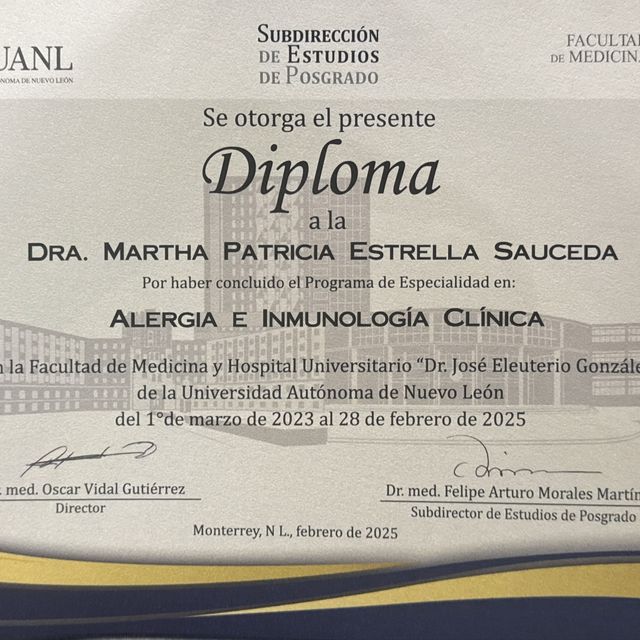 UANL
NOMA DE NUEVO LEÓN
SUBDIRECCIÓN
DE ESTUDIOS
DE POSGRADO
FACULTAD
DE MEDICINA
Se otorga el presente
Diploma
a la
DRA. MARTHA PATRICIA ESTRELLA SAUCEDA
Por haber concluido el Programa de Especialidad en:
ALERGIA E INMUNOLOGÍA CLÍNICA
n la Facultad de Medicina y Hospital Universitario “Dr. José Eleuterio Gonzále
de la Universidad Autónoma de Nuevo León
del 1°de marzo de 2023 al 28 de febrero de 2025
. med. Oscar Vidal Gutiérrez
Director
Dr. med. Felipe Arturo Morales Martín
Subdirector de Estudios de Posgrado
Monterrey, N L., febrero de 2025